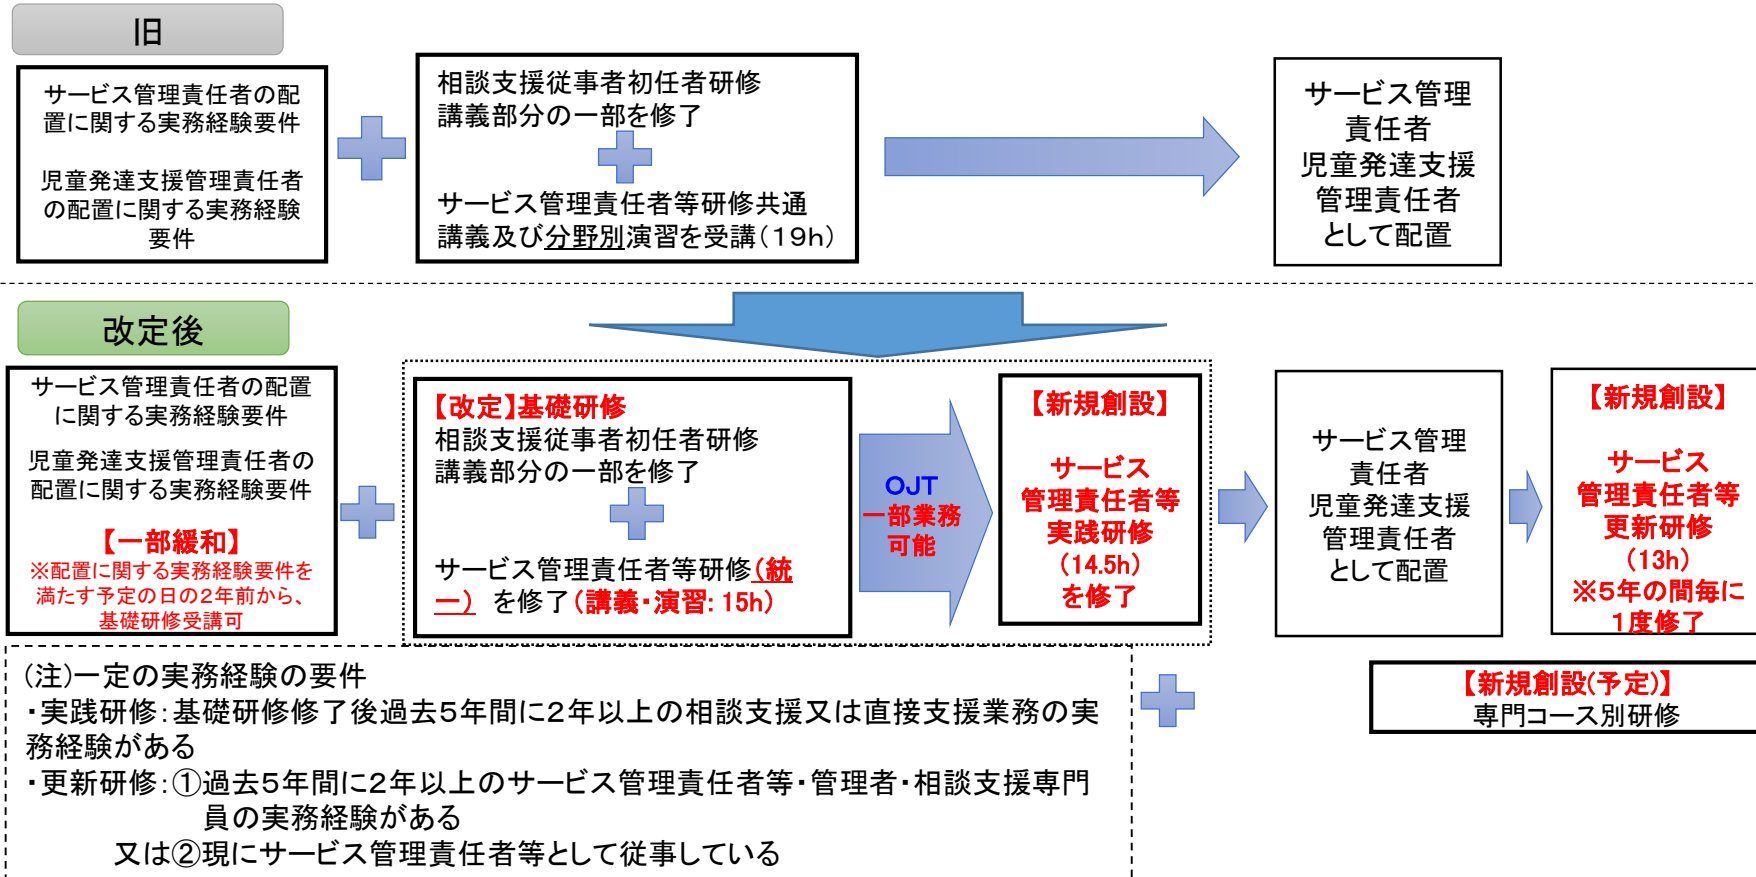 旧
サービス管理責任者の配
置に関する実務経験要件
児童発達支援管理責任者
の配置に関する実務経験
要件
相談支援従事者初任者研修
講義部分の一部を修了
サービス管理責任者等研修共通
講義及び分野別演習を受講(19h)
サービス管理
責任者
児童発達支援
管理責任者
として配置
改定後
サービス管理責任者の配置
に関する実務経験要件
児童発達支援管理責任者の
配置に関する実務経験要件
【一部緩和】
※配置に関する実務経験要件を
満たす予定の日の2年前から、
基礎研修受講可
【改定】基礎研修
相談支援従事者初任者研修
講義部分の一部を修了
サービス管理責任者等研修(統
一) を修了(講義・演習:15h)
OJT
一部業務
可能
【新規創設】
サービス
管理責任者等
実践研修
(14.5h)
を修了
サービス管理
責任者
児童発達支援
管理責任者
として配置
【新規創設】
サービス
管理責任者等
更新研修
(13h)
※5年の間毎に
1度修了
(注)一定の実務経験の要件
・実践研修:基礎研修修了後過去5年間に2年以上の相談支援又は直接支援業務の実
務経験がある
・更新研修:①過去5年間に2年以上のサービス管理責任者等・管理者・相談支援専門
員の実務経験がある
又は②現にサービス管理責任者等として従事している
【新規創設(予定)】
専門コース別研修